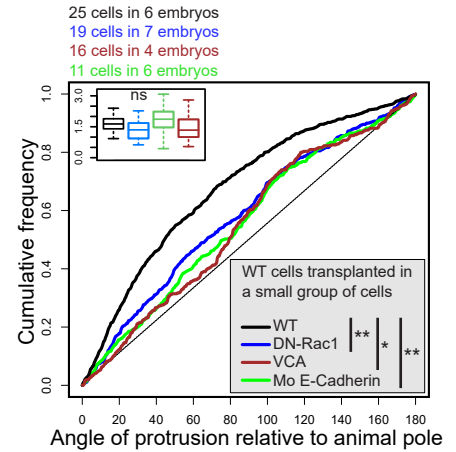 25 cells in 6 embryos
19 cells in 7 embryos
16 cells in 4 embryos
11 cells in 6 embryos
ns
3.0
2.0
1.0
0.0
1.0
0.8
0.6
0.4
0.2
0.0
Cumulative frequency
WT cells transplanted in
a small group of cells
WT
DN-Rac1
VCA
Mo E-Cadherin
** * **
0 20 40 60 80 100 120 140 160 180
Angle of protrusion relative to animal pole